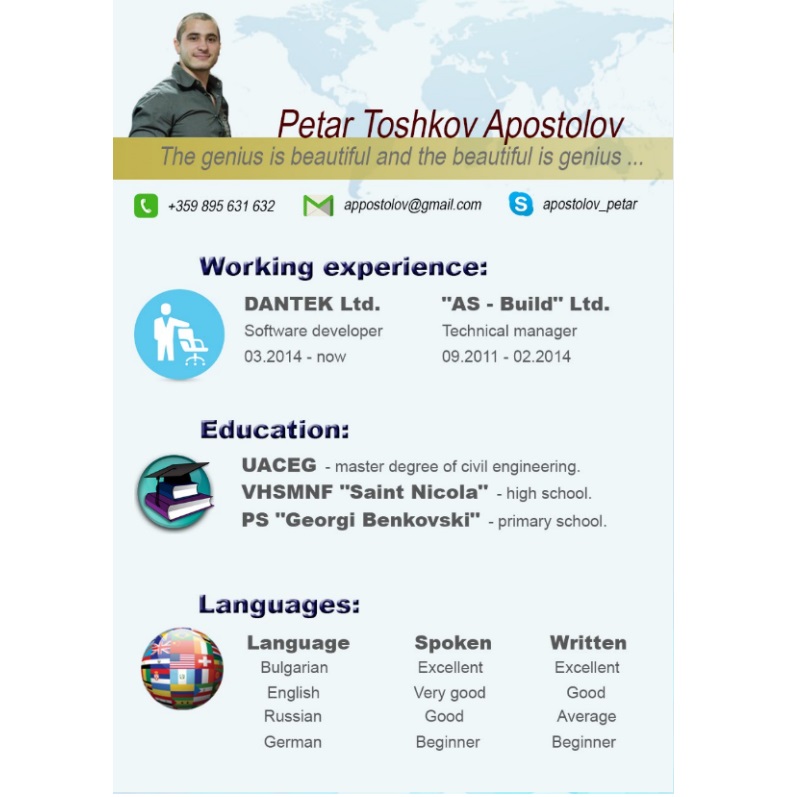 Petar Toshkov Apostolov
The genius is beautiful and the beautiful is genius ...
+359 895 631 632 appostolov@gmail.com apostolov_petar
Working experience:
DANTEK Ltd. "AS - Build" Ltd.
Software developer Technical manager
03.2014 - now 09.2011 - 02.2014
Education:
UACEG - master degree of civil engineering.
VHSMNF "Saint Nicola" - high school.
PS "Georgi Benkovski" - primary school.
Languages:
Language Spoken Written
Bulgarian Excellent Excellent
English Very good Good
Russian Good Average
German Beginner Beginner